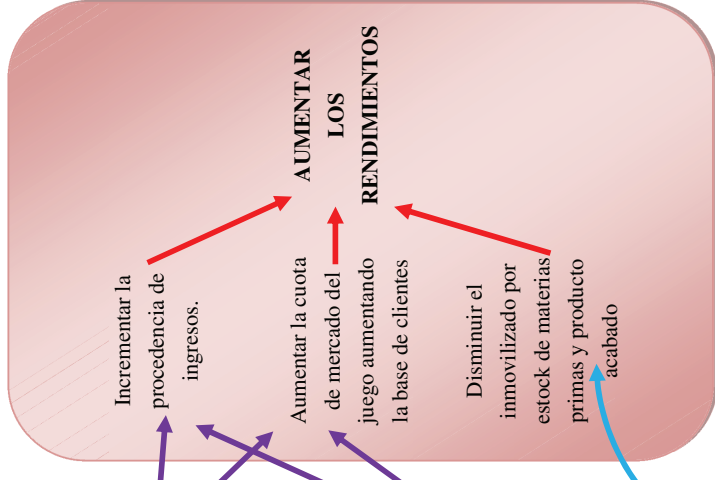 AUMENTAR
LOS
RENDIMIENTOS
Incrementar la
procedencia de
ingresos.
Aumentar la cuota
de mercado del
juego aumentando
la base de clientes
Disminuir el
inmovilizado por
estock de materias
primas y producto
acabado